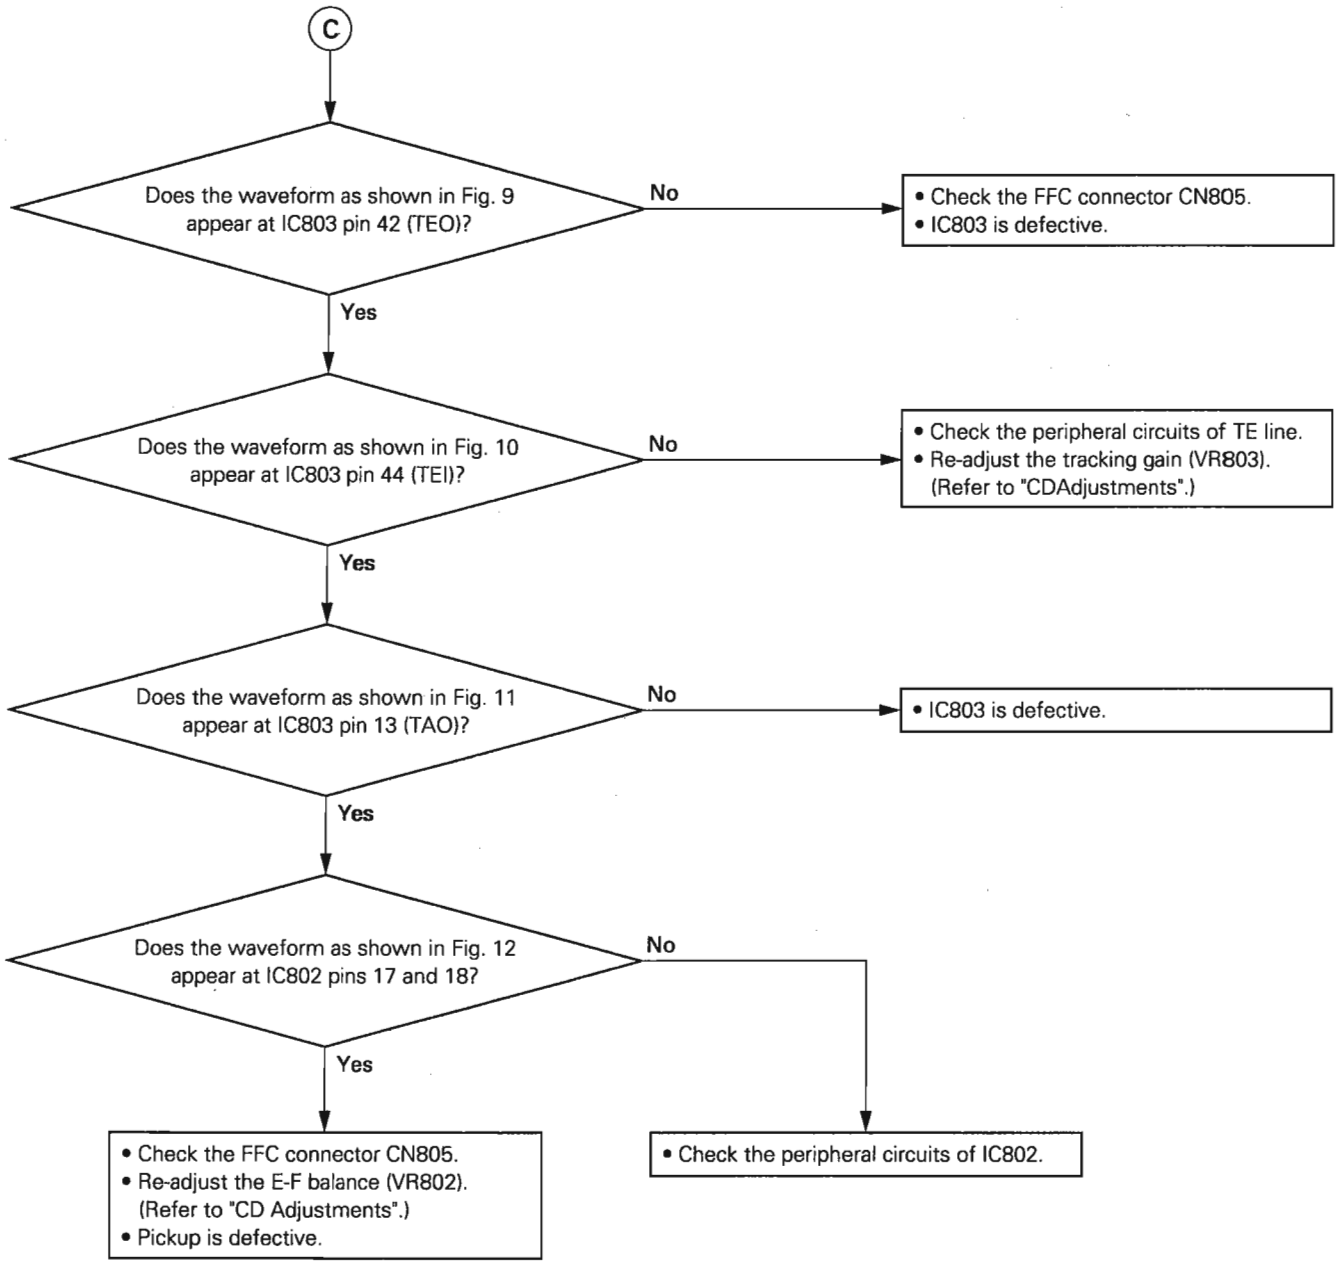 C
Does the waveform as shown in Fig. 9
appear at IC803 pin 42 (TEO)?
No
• Check the FFC connector CN805.
• IC803 is defective.
Yes
Does the waveform as shown in Fig. 10
appear at IC803 pin 44 (TEI)?
No
• Check the peripheral circuits of TE line.
• Re-adjust the tracking gain (VR803).
(Refer to "CDAdjustments".)
Yes
Does the waveform as shown in Fig. 11
appear at IC803 pin 13 (TAO)?
No
• IC803 is defective.
Yes
Does the waveform as shown in Fig. 12
appear at IC802 pins 17 and 18?
No
Yes
• Check the FFC connector CN805.
• Re-adjust the E-F balance (VR802).
(Refer to "CD Adjustments".)
• Pickup is defective.
• Check the peripheral circuits of IC802.